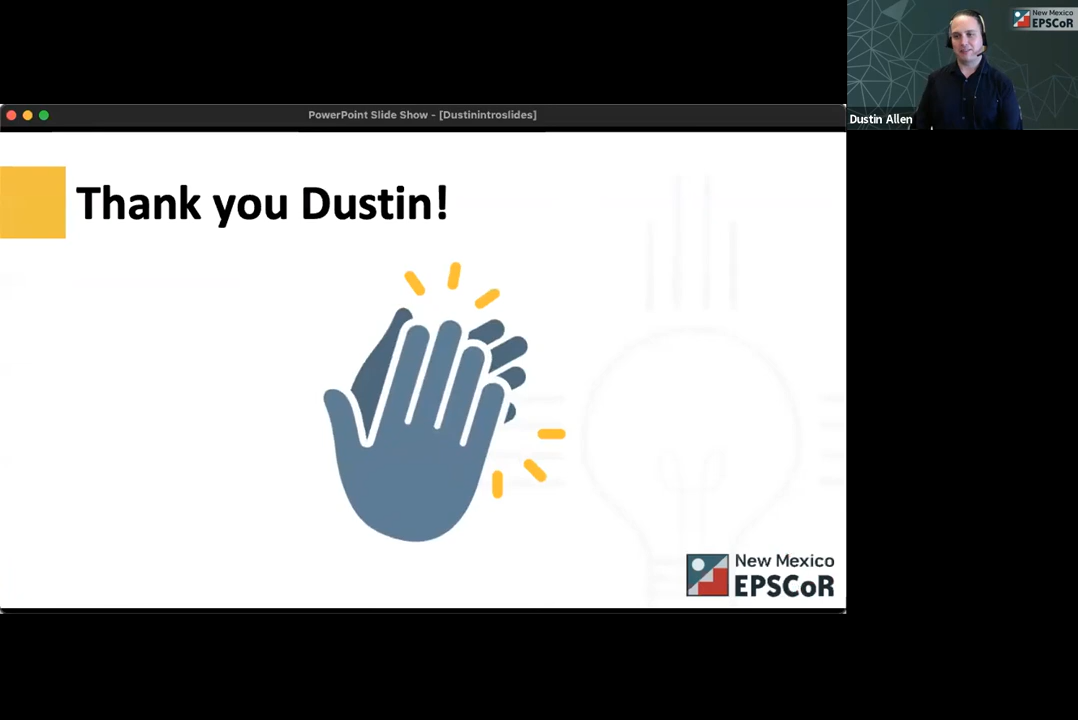 New Mexico
EPSCoR
Dustin Allen
PowerPoint Slide Show - [Dustinintroslides]
Thank you Dustin!
New Mexico
EPSCoR